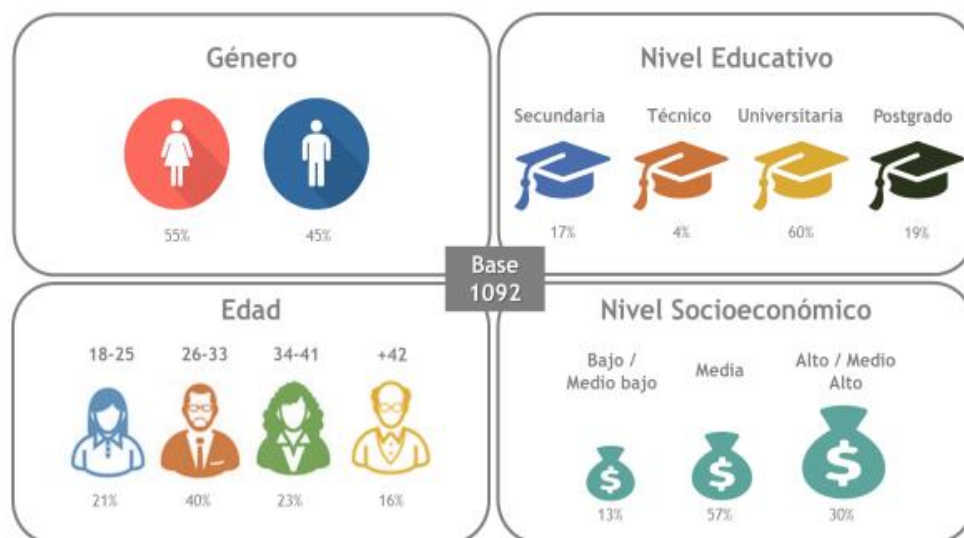 Género
55% 45%
Nivel Educativo
Secundaria Técnico Universitaria Postgrado
17% 4% 60% 19%
Base
1092
Edad
18-25 26-33 34-41 +42
21% 40% 23% 16%
Nivel Socioeconómico
Bajo /
Medio bajo
Media
Alto / Medio
Alto
$ $ $
13% 57% 30%